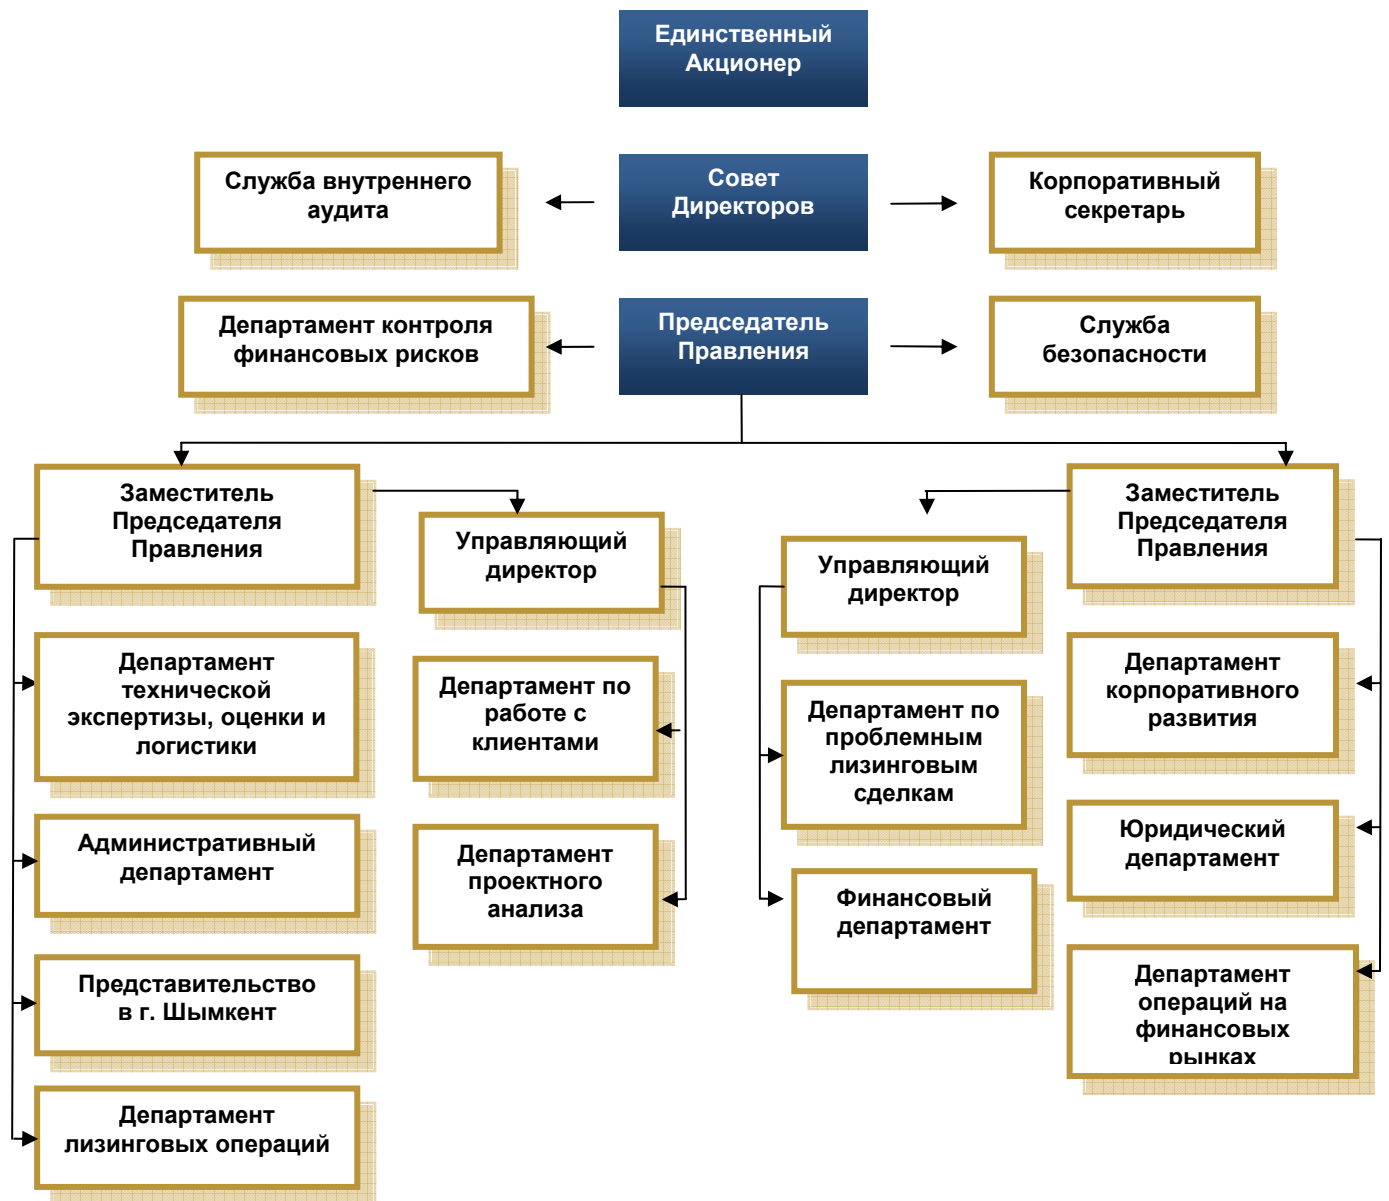 Единственный
Акционер
Служба внутреннего
аудита
Совет
Директоров
Корпоративный
секретарь
Департамент контроля
финансовых рисков
Председатель
Правления
Служба
безопасности
Заместитель
Председателя
Правления
Управляющий
директор
Управляющий
директор
Заместитель
Председателя
Правления
Департамент
технической
экспертизы, оценки и
логистики
Департамент по
работе с
клиентами
Департамент по
проблемным
лизинговым
сделкам
Департамент
корпоративного
развития
Административный
департамент
Департамент
проектного
анализа
Финансовый
департамент
Юридический
департамент
Представительство
в г. Шымкент
Департамент
операций на
финансовых
рынках
Департамент
лизинговых операций